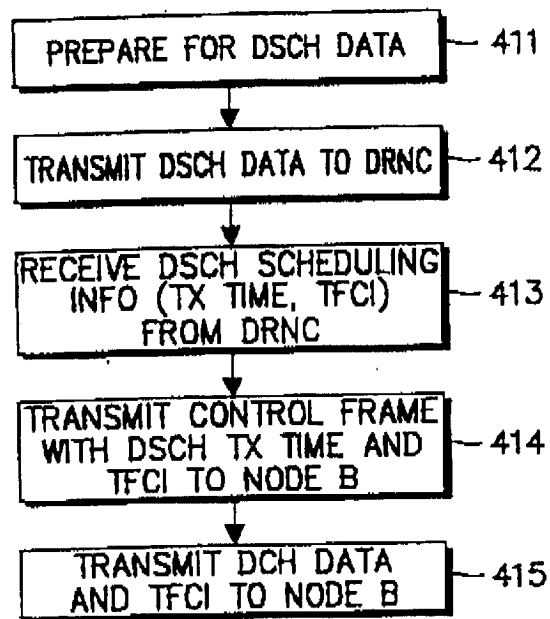 PREPARE FOR DSCH DATA
411
TRANSMIT DSCH DATA TO DRNC
412
RECEIVE DSCH SCHEDULING
INFO (TX TIME, TFCI)
FROM DRNC
413
TRANSMIT CONTROL FRAME
WITH DSCH TX TIME AND
TFCI TO NODE B
414
TRANSMIT DCH DATA
AND TFCI TO NODE B
415